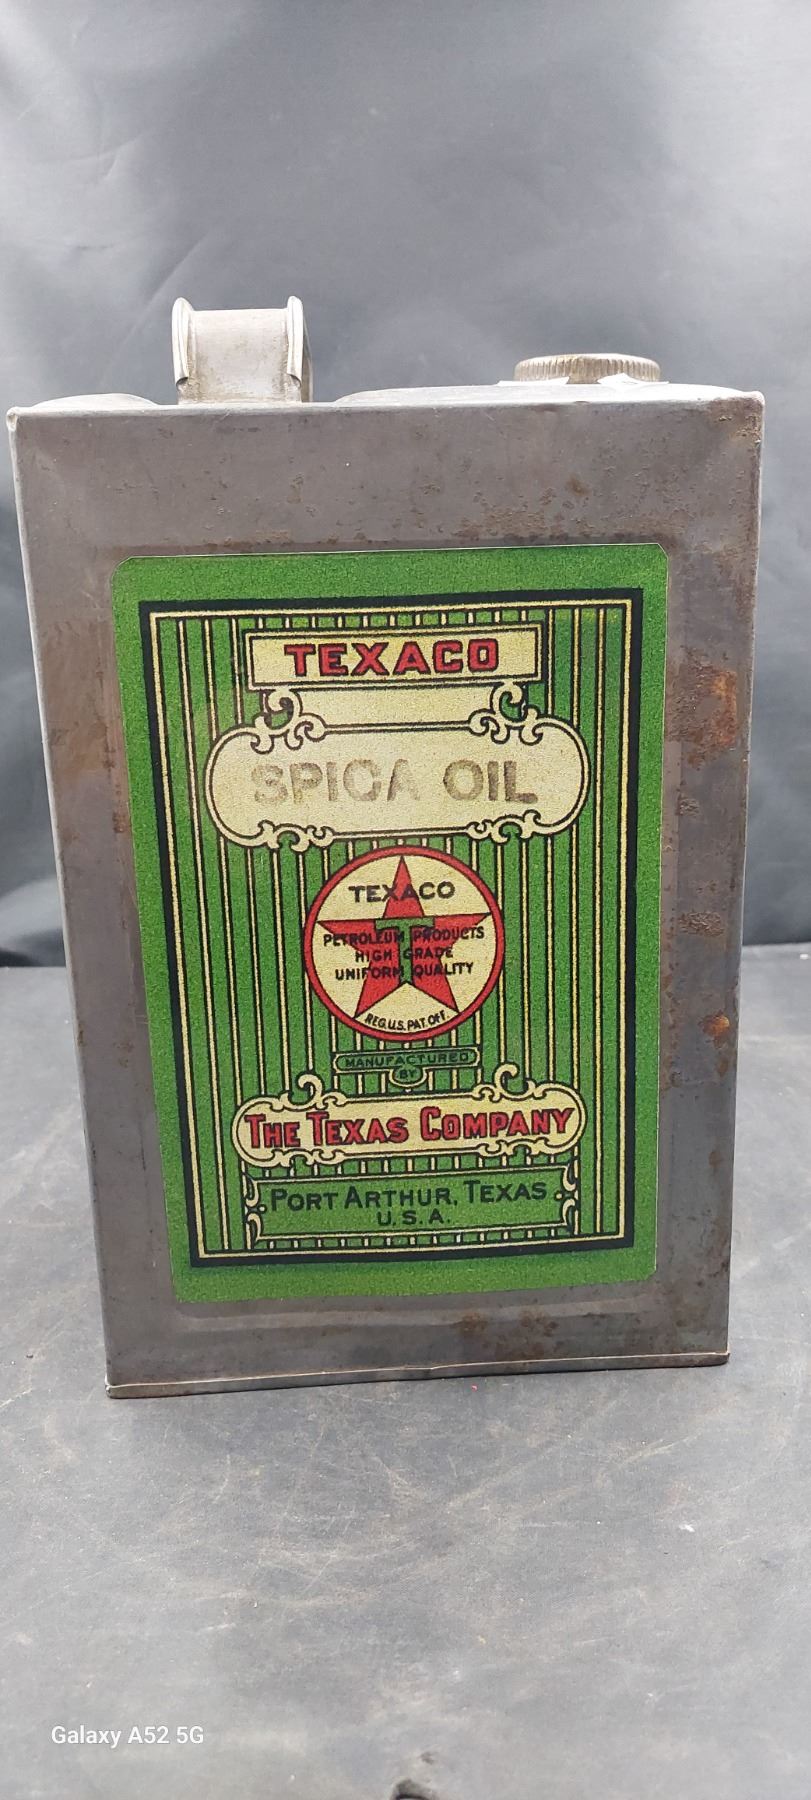 TEXACO
SPICA OIL
TEXACO
PETROLEUM PRODUCTS
HIGH GRADE
UNIFORM QUALITY
T
REG.U.S.PAT.OFF.
MANUFACTURED
BY
THE TEXAS COMPANY
PORT ARTHUR, TEXAS
U.S.A.
Galaxy A52 5G